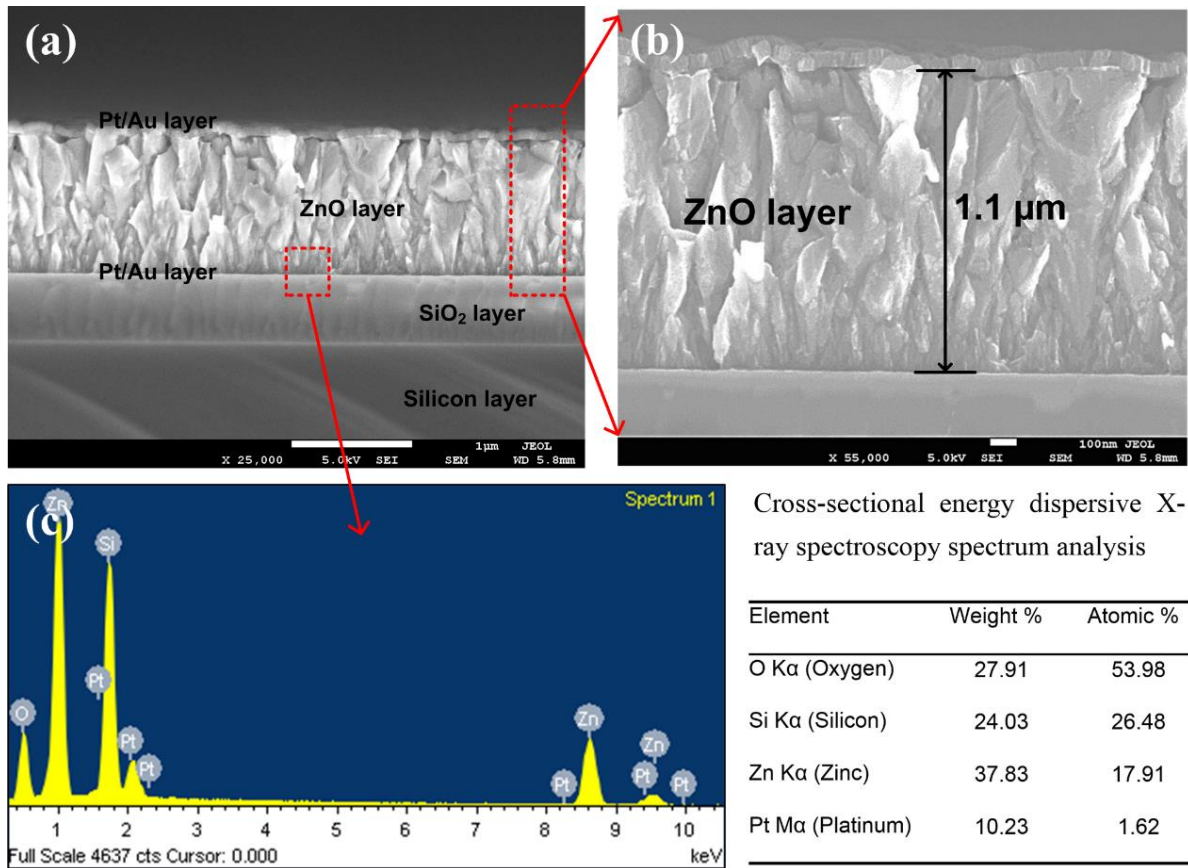 (a)
Pt/Au layer
ZnO layer
Pt/Au layer
SiO₂ layer
Silicon layer
1μm JEOL
X 25,000 5.0kV SEI SEM WD 5.8mm
(b)
ZnO layer
1.1 μm
100nm JEOL
X 55,000 5.0kV SEI SEM WD 5.8mm
(c)
Spectrum 1
Zn
Si
Pt
O
Pt
Pt
Zn
Zn
Pt
Pt
Pt
1 2 3 4 5 6 7 8 9 10
Full Scale 4637 cts Cursor: 0.000 keV
Cross-sectional energy dispersive X-
ray spectroscopy spectrum analysis
Element Weight % Atomic %
O Kα (Oxygen) 27.91 53.98
Si Kα (Silicon) 24.03 26.48
Zn Kα (Zinc) 37.83 17.91
Pt Mα (Platinum) 10.23 1.62